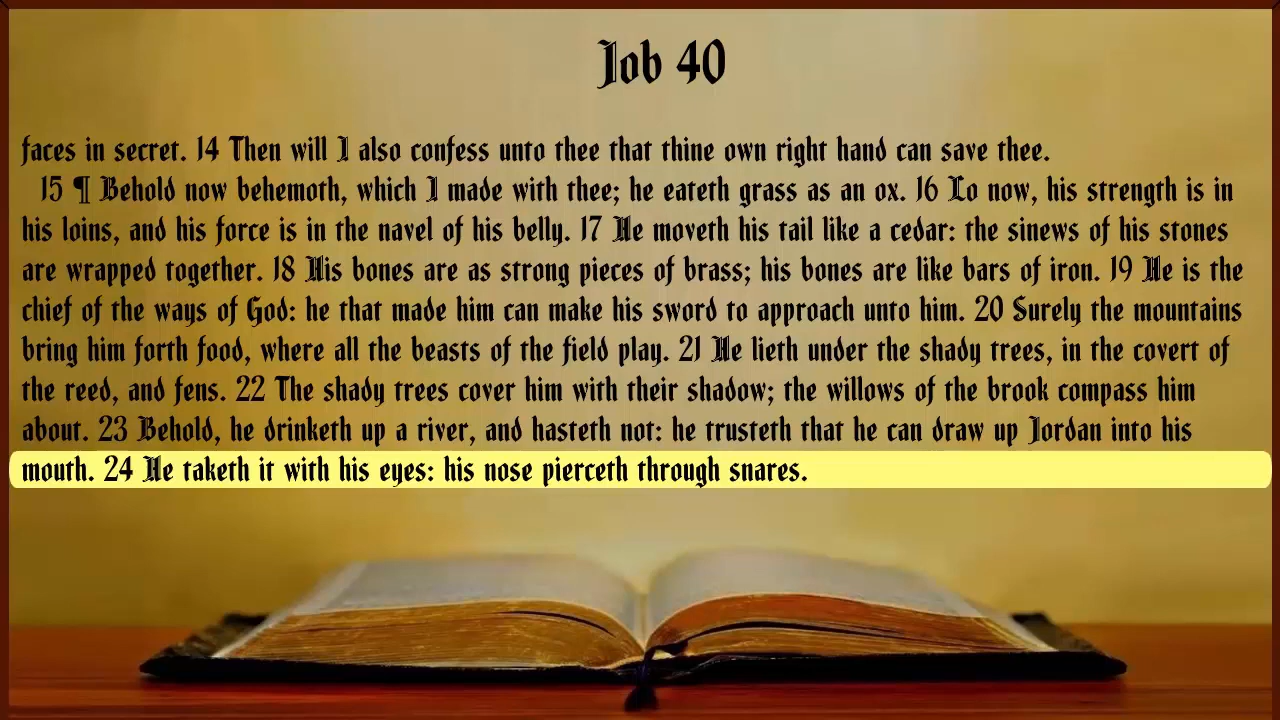 Job 40
faces in secret. 14 Then will I also confess unto thee that thine own right hand can save thee.
15 ¶ Behold now behemoth, which I made with thee; he eateth grass as an ox. 16 Lo now, his strength is in
his loins, and his force is in the navel of his belly. 17 He moveth his tail like a cedar: the sinews of his stones
are wrapped together. 18 His bones are as strong pieces of brass; his bones are like bars of iron. 19 He is the
chief of the ways of God: he that made him can make his sword to approach unto him. 20 Surely the mountains
bring him forth food, where all the beasts of the field play. 21 He lieth under the shady trees, in the covert of
the reed, and fens. 22 The shady trees cover him with their shadow; the willows of the brook compass him
about. 23 Behold, he drinketh up a river, and hasteth not: he trusteth that he can draw up Jordan into his
mouth. 24 He taketh it with his eyes: his nose pierceth through snares.